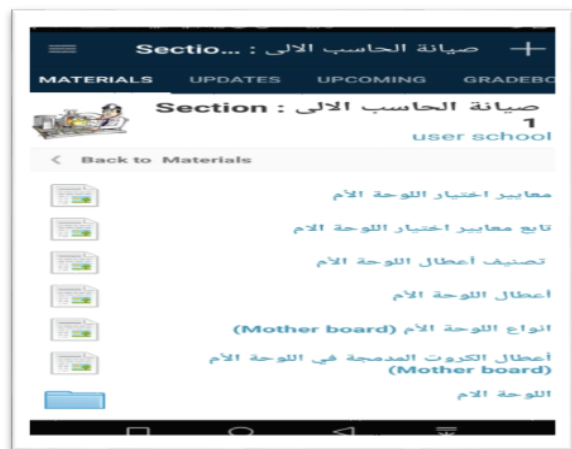 صيانة الحاسب الالى : Sectio...
MATERIALS UPDATES UPCOMING GRADEBO
صيانة الحاسب الالى : Section
1
user school
< Back to Materials
معايير اختيار اللوحة الأم
تابع معايير اختيار اللوحة الام
تصنيف أعطال اللوحة الأم
أعطال اللوحة الأم
انواع اللوحة الأم (Mother board)
أعطال الكروت المدمجة في اللوحة الأم
(Mother board)
اللوحة الام